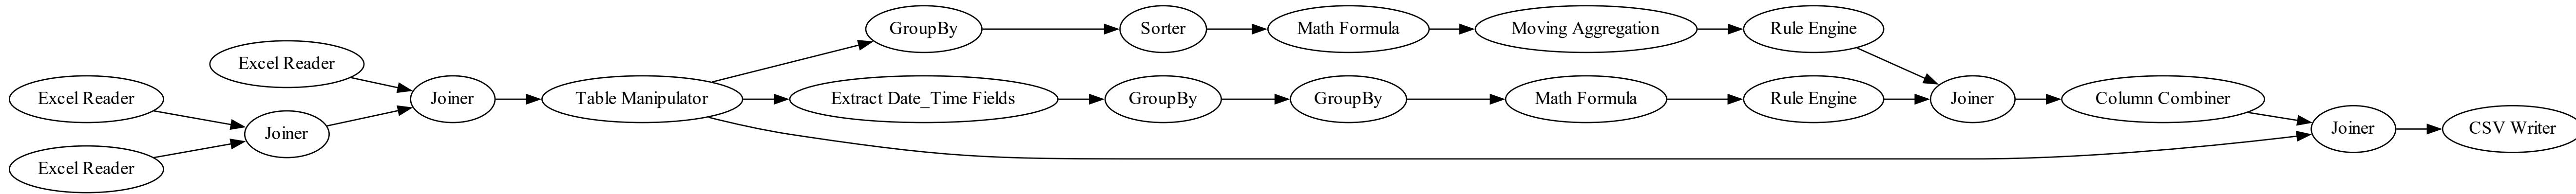 GroupBy
Sorter
Math Formula
Moving Aggregation
Rule Engine
Excel Reader
Excel Reader
Joiner
Table Manipulator
Extract Date_Time Fields
GroupBy
GroupBy
Math Formula
Rule Engine
Joiner
Column Combiner
Joiner
Joiner
CSV Writer
Excel Reader